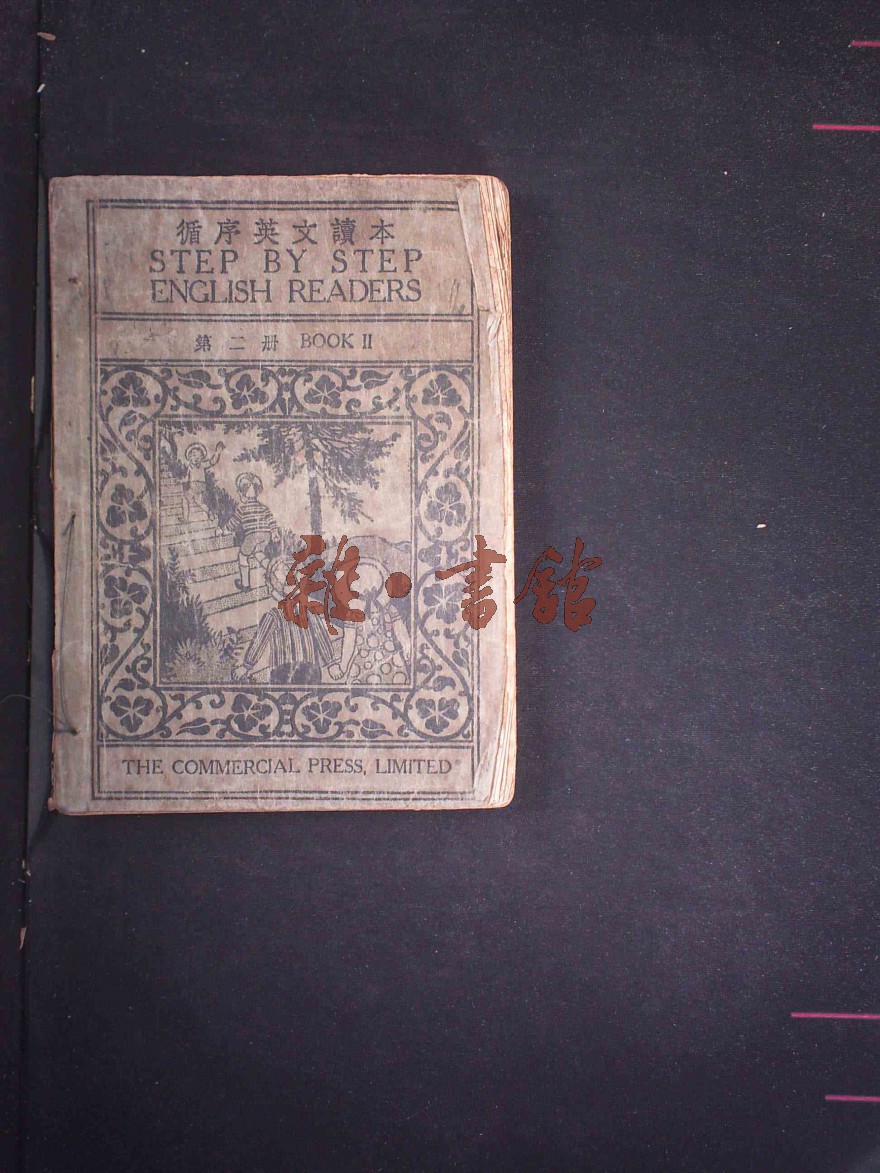 循序英文讀本
STEP BY STEP
ENGLISH READERS
第二册 BOOK II
雜·書館
THE COMMERCIAL PRESS, LIMITED